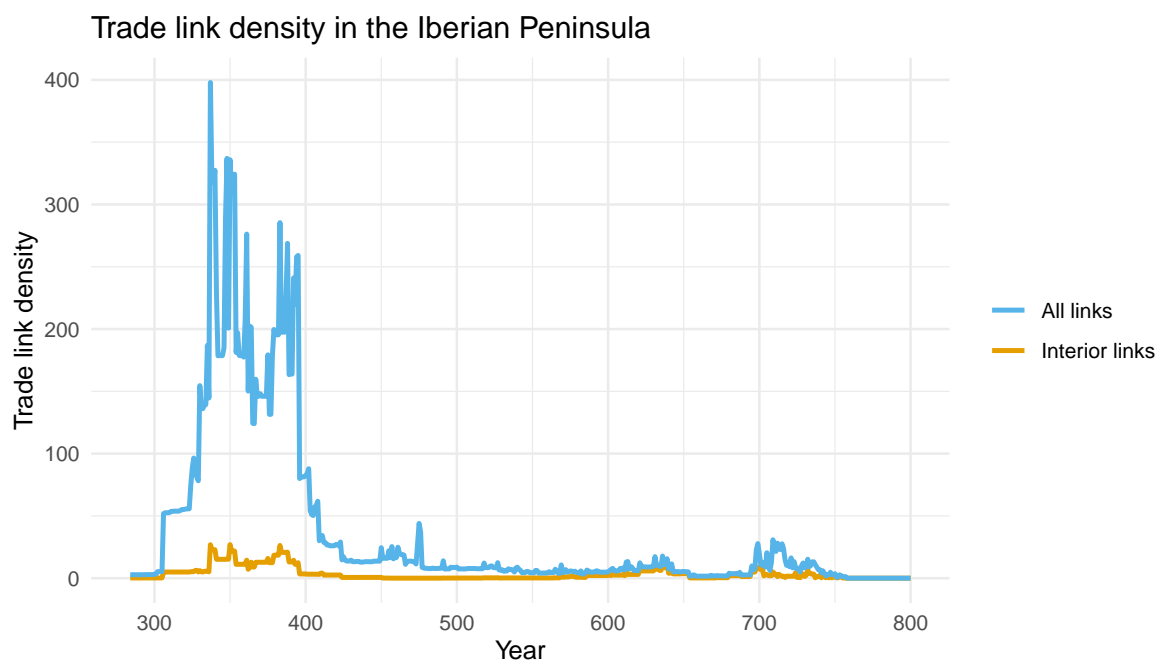 Trade link density in the Iberian Peninsula
Trade link density
400
300
200
100
0
300 400 500 600 700 800
Year
All links
Interior links